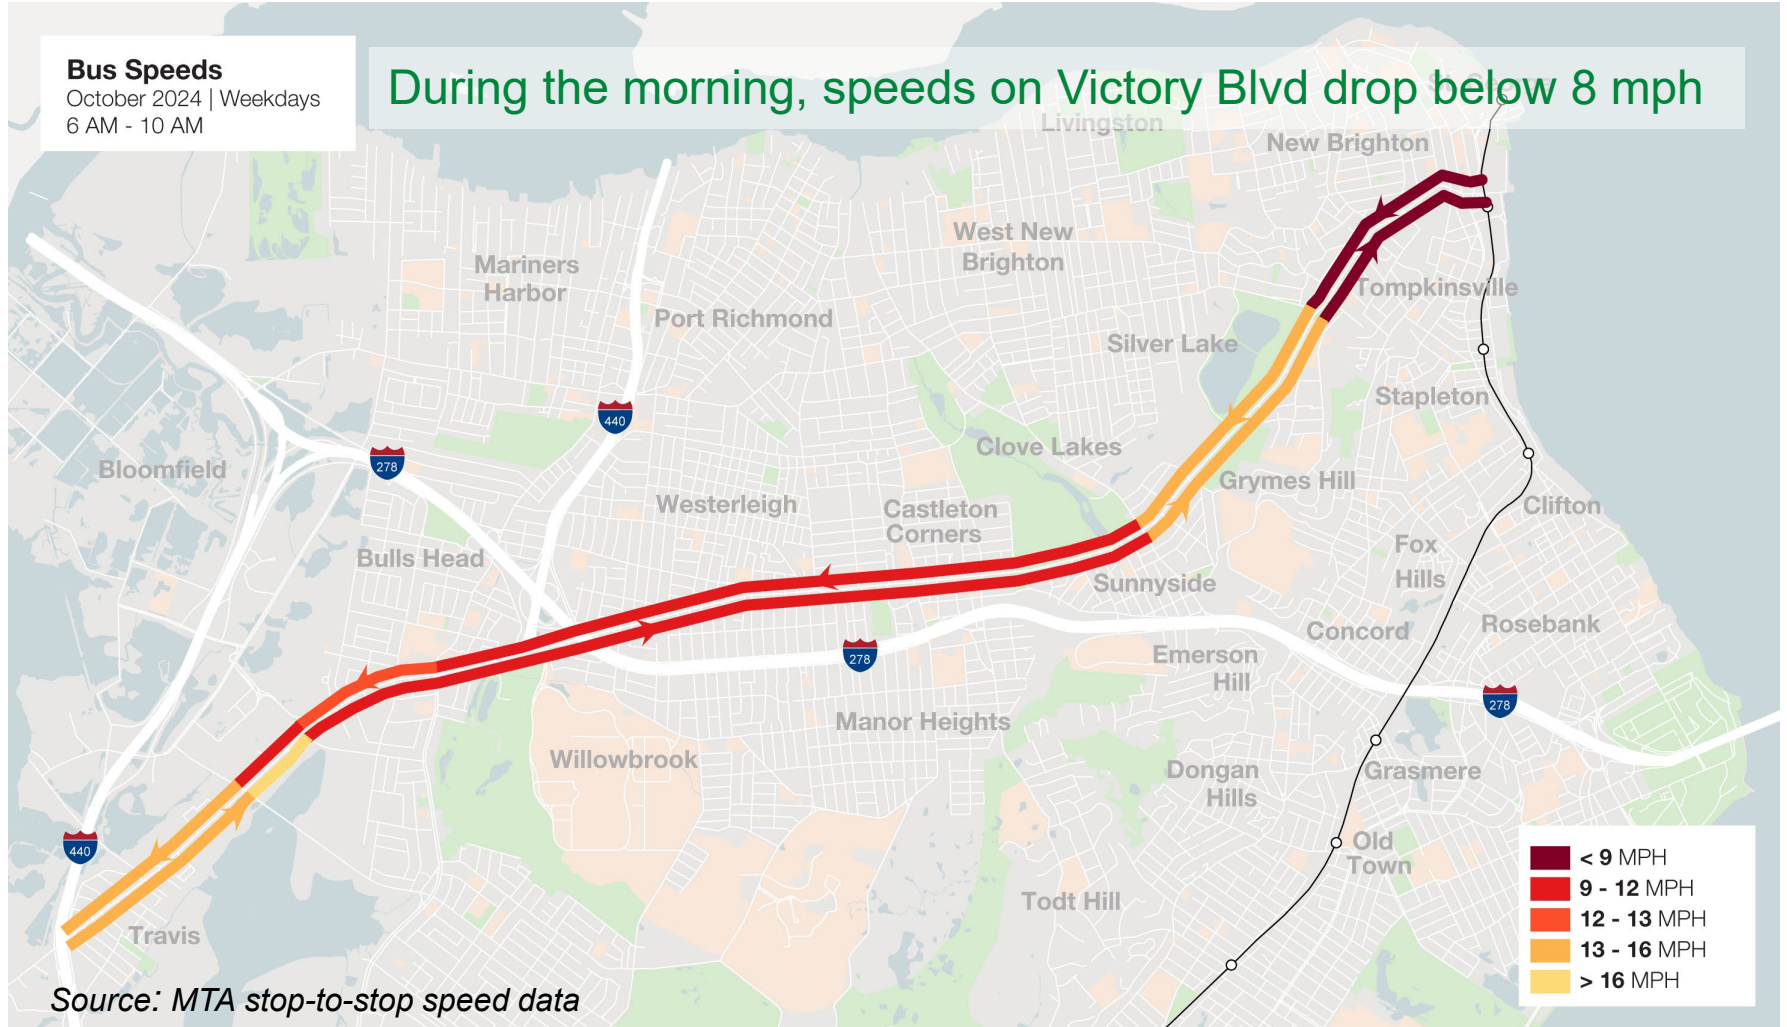 Bus Speeds
October 2024 | Weekdays
6 AM - 10 AM
During the morning, speeds on Victory Blvd drop below 8 mph
St. George
Livingston
New Brighton
West New
Brighton
Mariners
Harbor
Port Richmond
Tompkinsville
Silver Lake
Stapleton
440
Clove Lakes
278
Bloomfield
Grymes Hill
Westerleigh
Castleton
Corners
Clifton
Bulls Head
Fox
Hills
Sunnyside
Rosebank
Concord
278
Emerson
Hill
278
Manor Heights
Willowbrook
Dongan
Hills
Grasmere
440
Old
Town
Todt Hill
Travis
< 9 MPH
9 - 12 MPH
12 - 13 MPH
13 - 16 MPH
> 16 MPH
Source: MTA stop-to-stop speed data